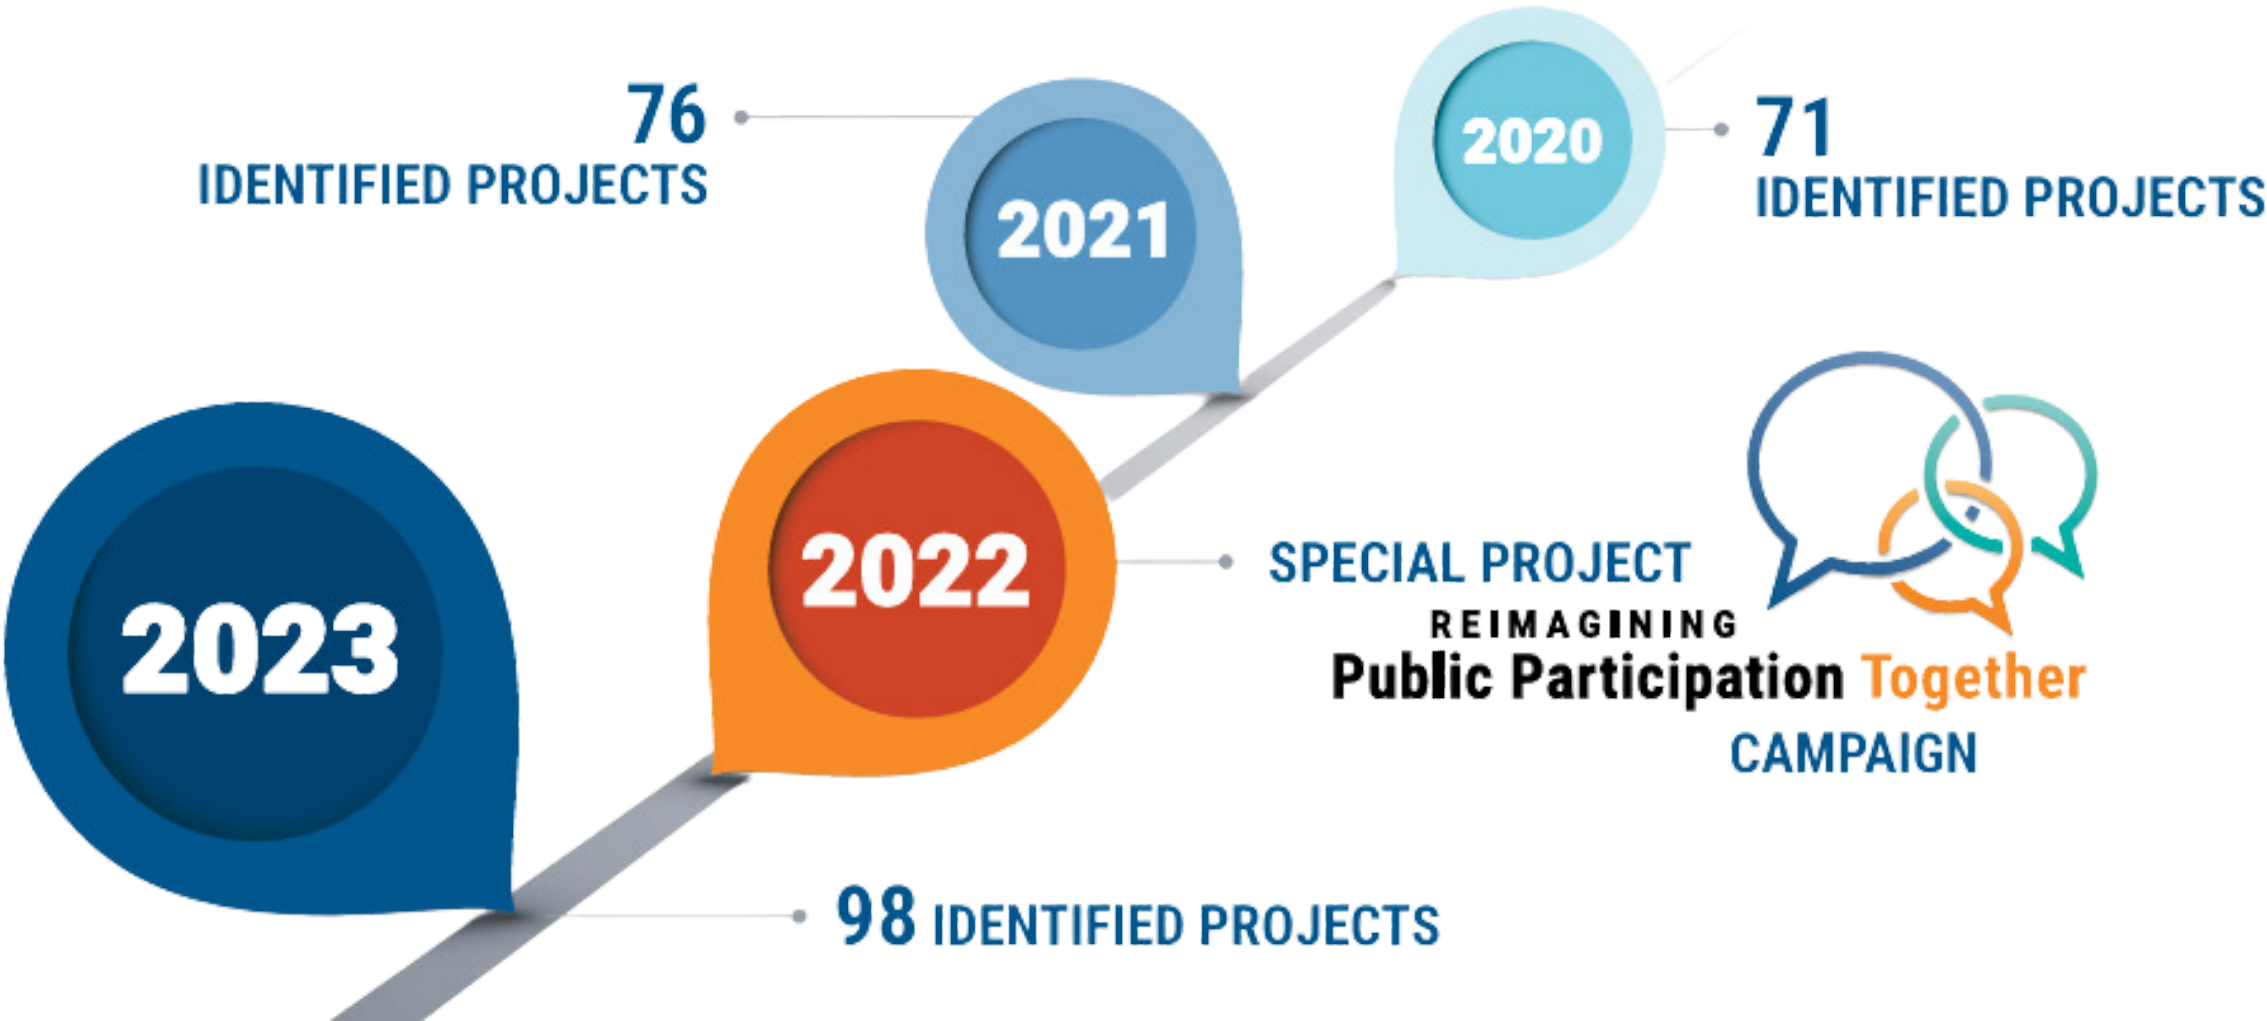 76
IDENTIFIED PROJECTS
2021
2020
71
IDENTIFIED PROJECTS
2022
SPECIAL PROJECT
REIMAGINING
Public Participation Together
CAMPAIGN
2023
98 IDENTIFIED PROJECTS